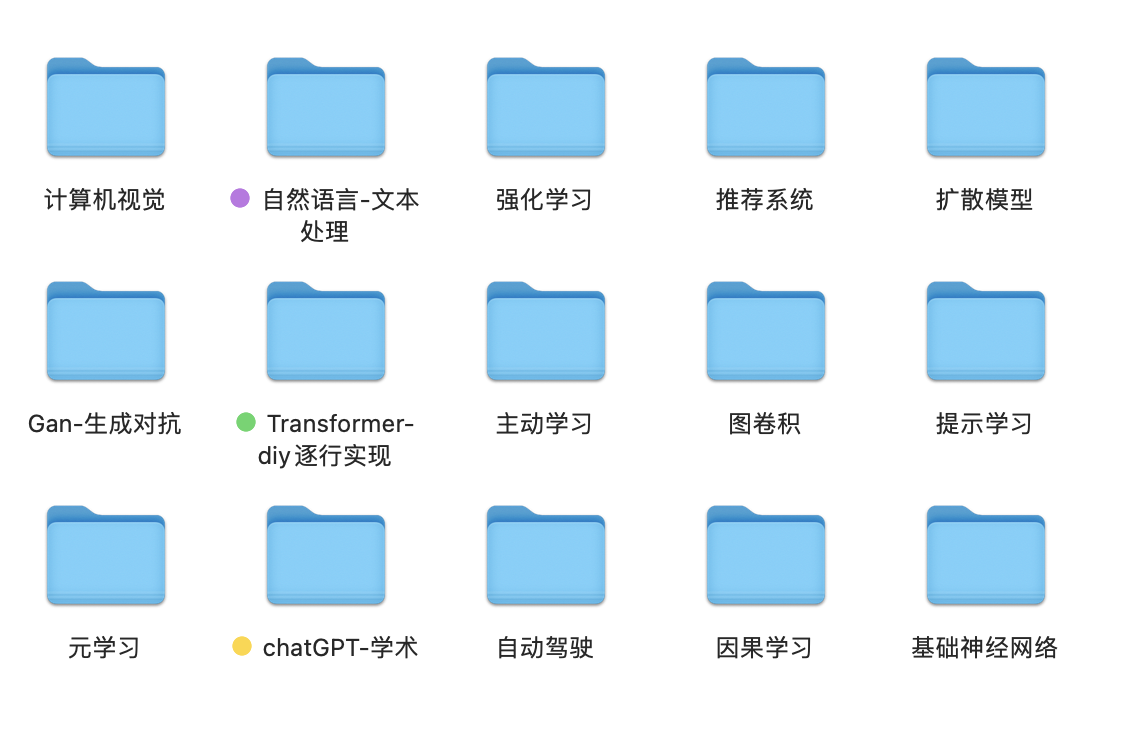 计算机视觉
自然语言-文本
处理
强化学习
推荐系统
扩散模型
Gan-生成对抗
Transformer-
diy逐行实现
主动学习
图卷积
提示学习
元学习
chatGPT-学术
自动驾驶
因果学习
基础神经网络